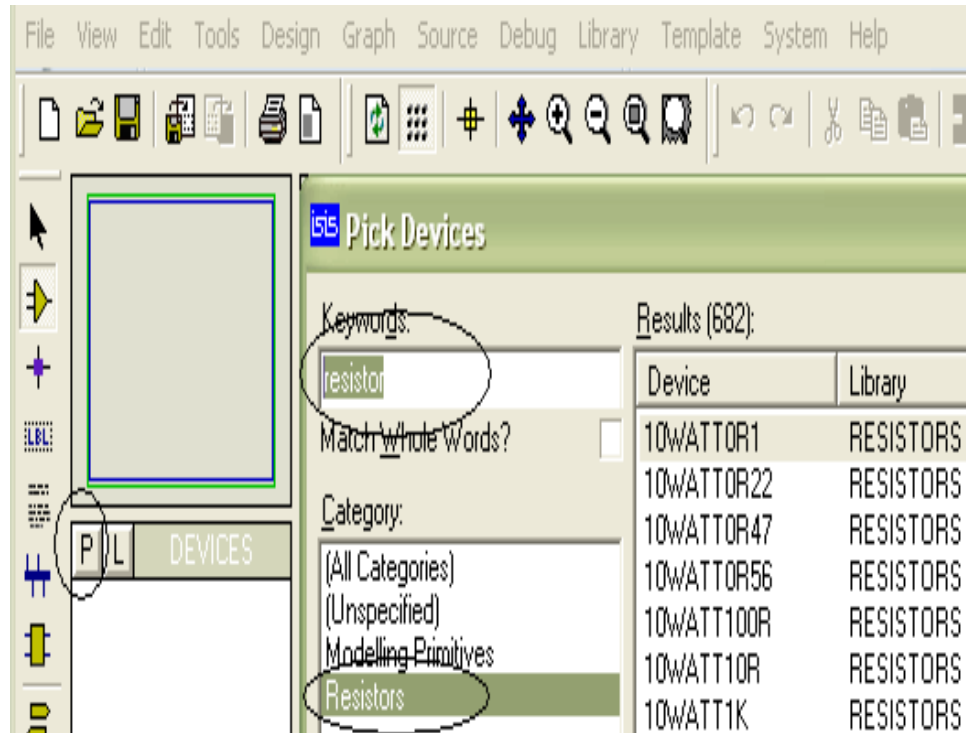 File View Edit Tools Design Graph Source Debug Library Template System Help
isis Pick Devices
Keywords:
resistor
Match Whole Words?
Category:
(All Categories)
(Unspecified)
Modelling Primitives
Resistors
Results (682):
Device Library
10WATT0R1 RESISTORS
10WATT0R22 RESISTORS
10WATT0R47 RESISTORS
10WATT0R56 RESISTORS
10WATT100R RESISTORS
10WATT10R RESISTORS
10WATT1K RESISTORS
LBL
P L DEVICES